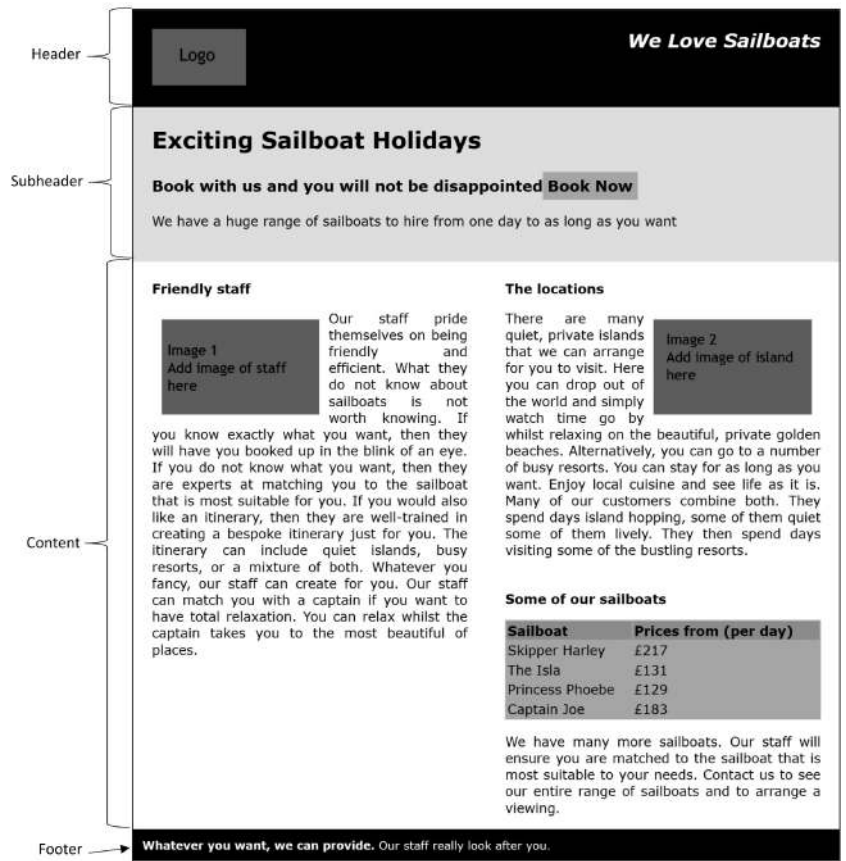 Header
Logo
We Love Sailboats
Subheader
Exciting Sailboat Holidays
Book with us and you will not be disappointed Book Now
We have a huge range of sailboats to hire from one day to as long as you want
Content
Friendly staff
Image 1
Add image of staff
here
Our staff pride
themselves on being
friendly and
efficient. What they
do not know about
sailboats is not
worth knowing. If
you know exactly what you want, then they
will have you booked up in the blink of an eye.
If you do not know what you want, then they
are experts at matching you to the sailboat
that is most suitable for you. If you would also
like an itinerary, then they are well-trained in
creating a bespoke itinerary just for you. The
itinerary can include quiet islands, busy
resorts, or a mixture of both. Whatever you
fancy, our staff can create for you. Our staff
can match you with a captain if you want to
have total relaxation. You can relax whilst the
captain takes you to the most beautiful of
places.
The locations
There are many
quiet, private islands
that we can arrange
for you to visit. Here
you can drop out of
the world and simply
watch time go by
Image 2
Add image of island
here
whilst relaxing on the beautiful, private golden
beaches. Alternatively, you can go to a number
of busy resorts. You can stay for as long as you
want. Enjoy local cuisine and see life as it is.
Many of our customers combine both. They
spend days island hopping, some of them quiet
some of them lively. They then spend days
visiting some of the bustling resorts.
Some of our sailboats
Sailboat Prices from (per day)
Skipper Harley £217
The Isla £131
Princess Phoebe £129
Captain Joe £183
We have many more sailboats. Our staff will
ensure you are matched to the sailboat that is
most suitable to your needs. Contact us to see
our entire range of sailboats and to arrange a
viewing.
Footer
Whatever you want, we can provide. Our staff really look after you.